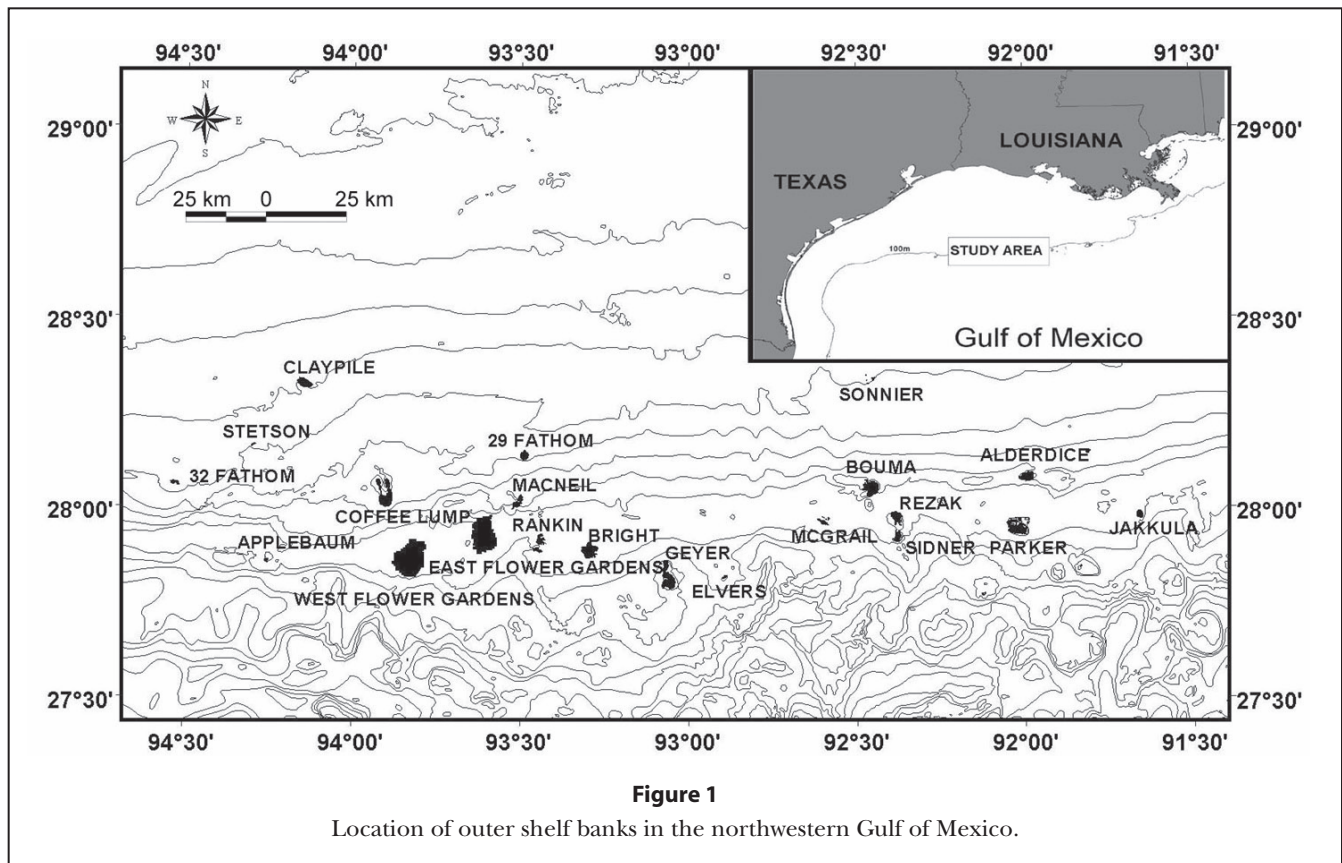 94°30' 94°00' 93°30' 93°00' 92°30' 92°00' 91°30'
N
W E
S
29°00' 29°00'
25 km 0 25 km
LOUISIANA
TEXAS
100m
STUDY AREA
Gulf of Mexico
28°30' 28°30'
CLAYPILE
SONNIER
STETSON
29 FATHOM
ALDERDICE
BOUMA
32 FATHOM
MACNEIL
REZAK
28°00' 28°00'
COFFEE LUMP
RANKIN
MCGRAIL
JAKKULA
APPLEBAUM
BRIGHT
SIDNER
PARKER
GEYER
EAST FLOWER GARDENS
ELVERS
WEST FLOWER GARDENS
27°30' 27°30'
94°30' 94°00' 93°30' 93°00' 92°30' 92°00' 91°30'
Figure 1
Location of outer shelf banks in the northwestern Gulf of Mexico.